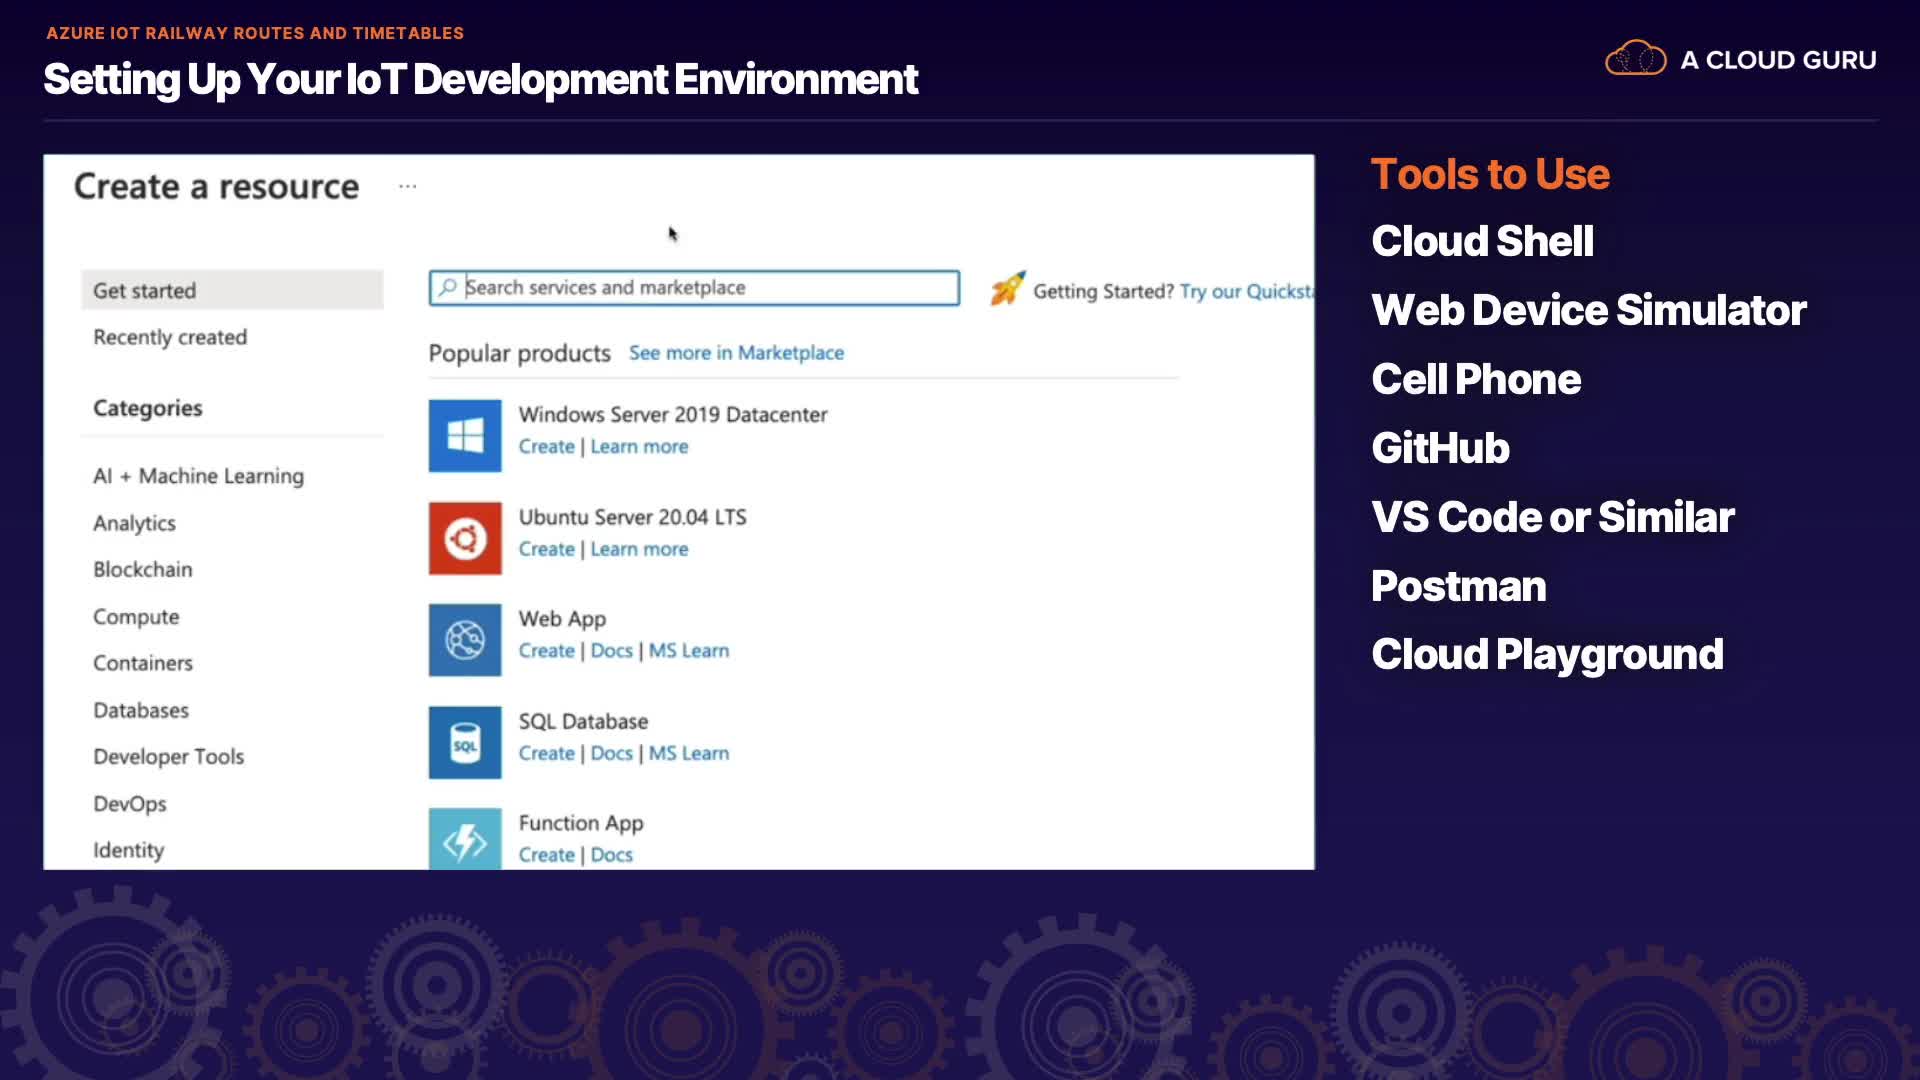 AZURE IOT RAILWAY ROUTES AND TIMETABLES
Setting Up Your IoT Development Environment
A CLOUD GURU
Create a resource ...
Get started
Recently created
Categories
AI + Machine Learning
Analytics
Blockchain
Compute
Containers
Databases
Developer Tools
DevOps
Identity
Search services and marketplace
Getting Started? Try our
Popular products See more in Marketplace
Windows Server 2019 Datacenter
Create | Learn more
Ubuntu Server 20.04 LTS
Create | Learn more
Web App
Create | Docs | MS Learn
SQL
SQL Database
Create | Docs | MS Learn
Function App
Create | Docs
Tools to Use
Cloud Shell
Web Device Simulator
Cell Phone
GitHub
VS Code or Similar
Postman
Cloud Playground